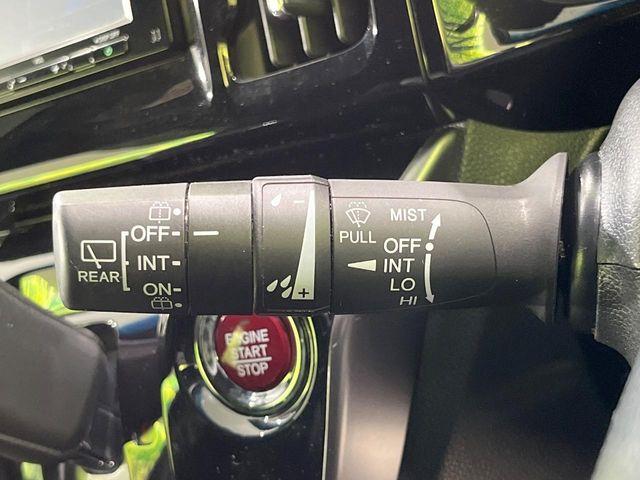 REAR
OFF
INT
ON
-
+
PULL
MIST
OFF
INT
LO
HI
ENGINE
START
STOP